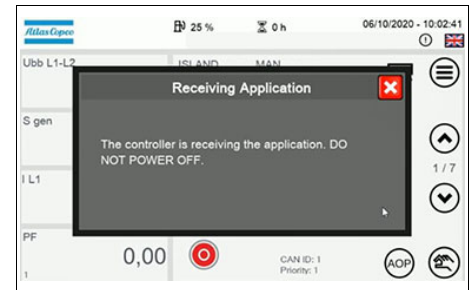 Atlas Copco
25 %
0 h
06/10/2020 - 10:02:41
Ubb L1-L2
ISLAND
MAN
Receiving Application
S gen
The controller is receiving the application. DO
NOT POWER OFF.
1 / 7
I L1
PF
0,00
CAN ID: 1
Priority: 1
AOP
1